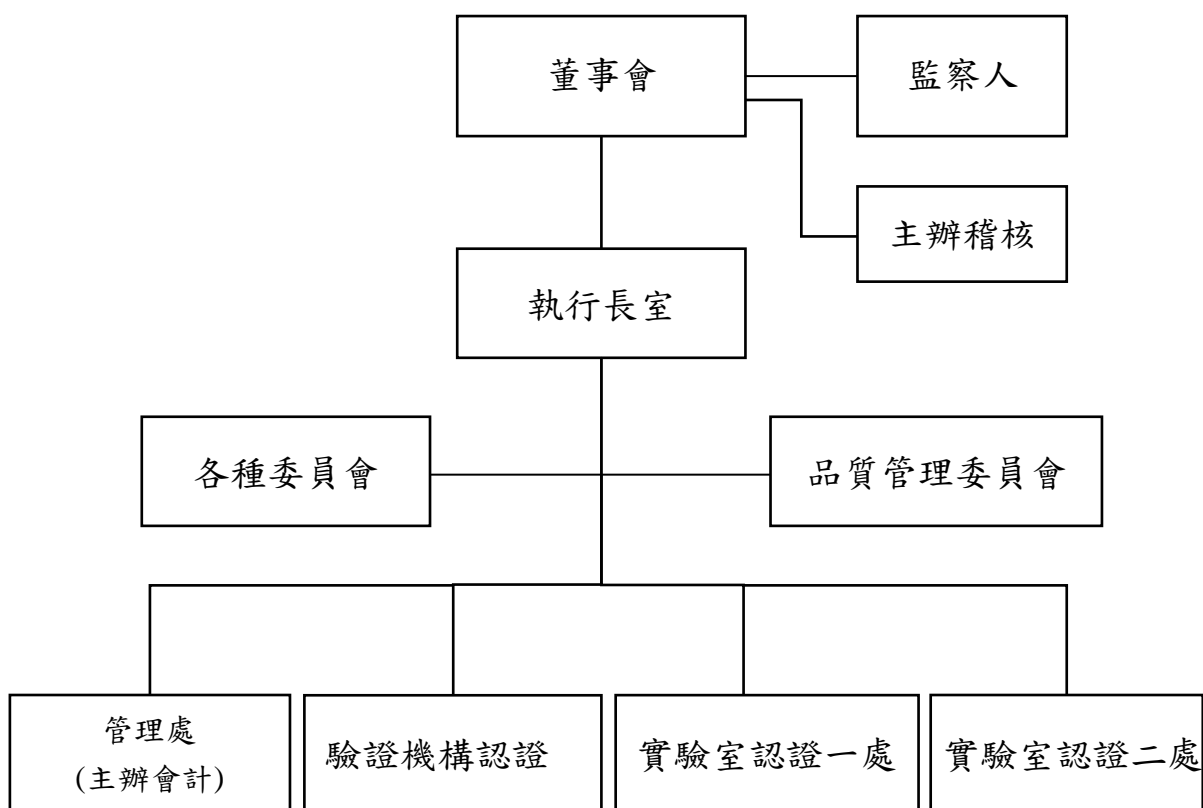 董事會
監察人
主辦稽核
執行長室
各種委員會
品質管理委員會
管理處
(主辦會計)
驗證機構認證
實驗室認證一處
實驗室認證二處